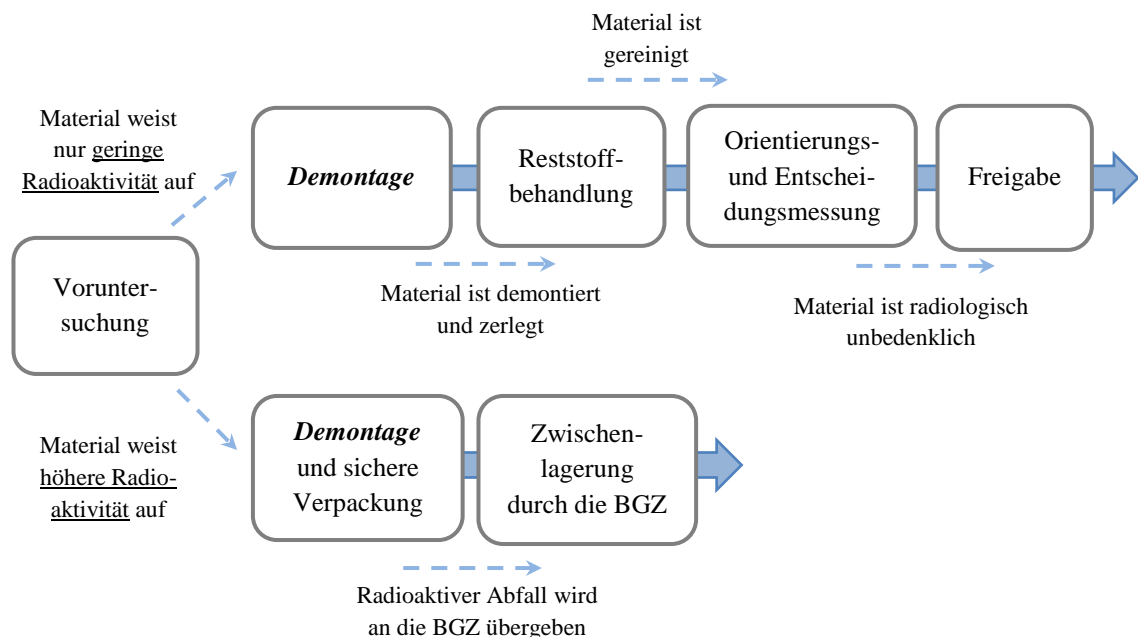 Material ist
gereinigt
Material weist
nur geringe
Radioaktivität auf
Demontage
Reststoff-
behandlung
Orientierungs-
und Entschei-
dungsmessung
Freigabe
Vorunter-
suchung
Material ist demontiert
und zerlegt
Material ist radiologisch
unbedenklich
Material weist
höhere Radio-
aktivität auf
Demontage
und sichere
Verpackung
Zwischen-
lagerung
durch die BGZ
Radioaktiver Abfall wird
an die BGZ übergeben